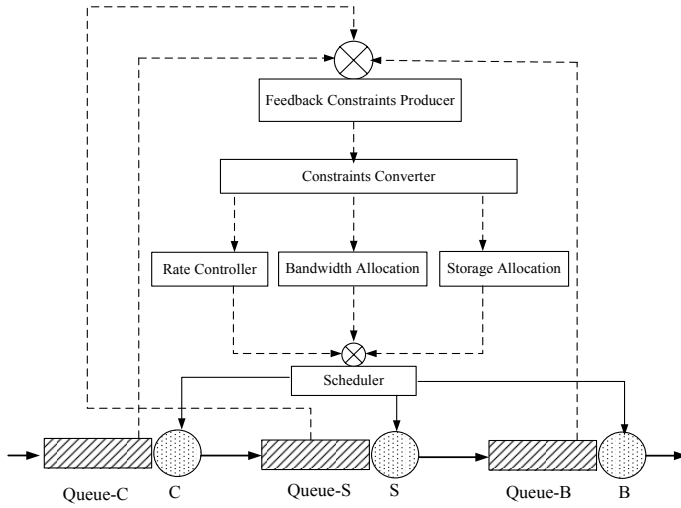 Feedback Constraints Producer
Constraints Converter
Rate Controller
Bandwidth Allocation
Storage Allocation
Scheduler
Queue-C
C
Queue-S
S
Queue-B
B